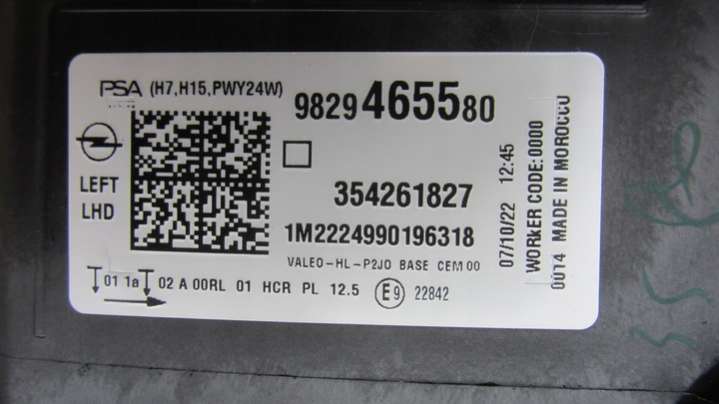 PSA (H7,H15,PWY24W)
9829465580
LEFT
LHD
354261827
1M2224990196318
VALEO-HL-P2JO BASE CEM 00
01 1a 02 A 00RL 01 HCR PL 12.5 E9 22842
07/10/22 12:45
WORKER CODE:0000
0014 MADE IN MOROCCO